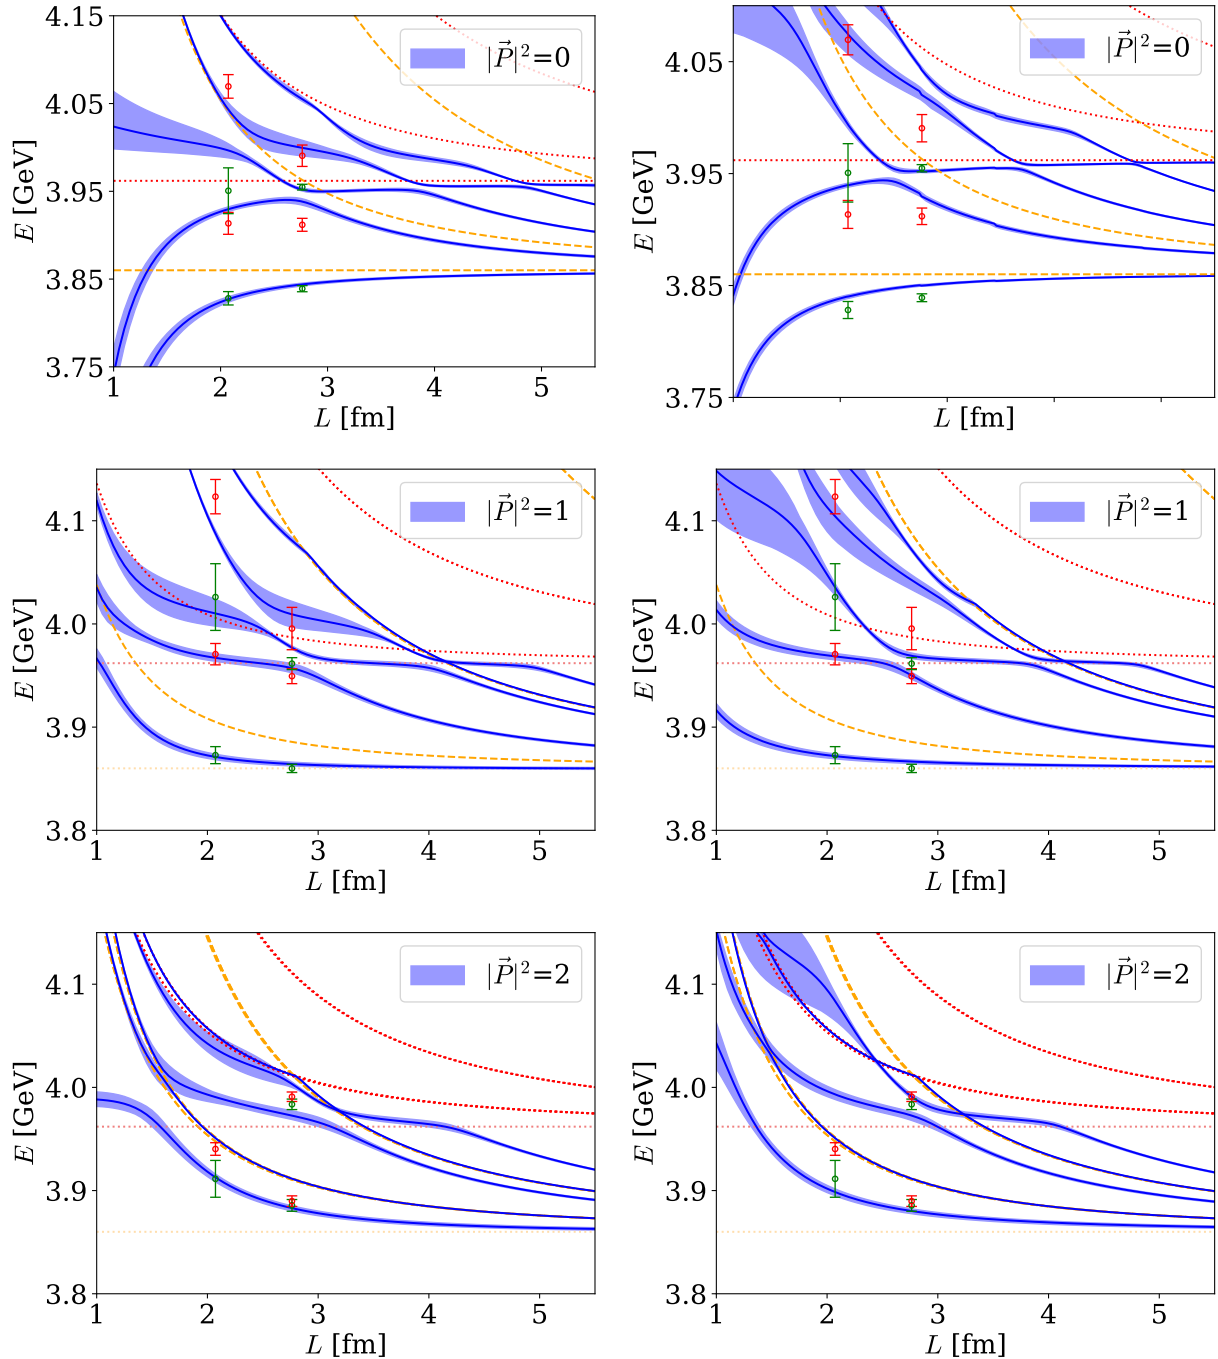 4.15
4.05
3.95
3.85
3.75
E [GeV]
|P⃗|²=0
1 2 3 4 5
L [fm]
4.05
3.95
3.85
3.75
E [GeV]
|P⃗|²=0
L [fm]
4.1
4.0
3.9
3.8
E [GeV]
|P⃗|²=1
1 2 3 4 5
L [fm]
4.1
4.0
3.9
3.8
E [GeV]
|P⃗|²=1
1 2 3 4 5
L [fm]
4.1
4.0
3.9
3.8
E [GeV]
|P⃗|²=2
1 2 3 4 5
L [fm]
4.1
4.0
3.9
3.8
E [GeV]
|P⃗|²=2
1 2 3 4 5
L [fm]